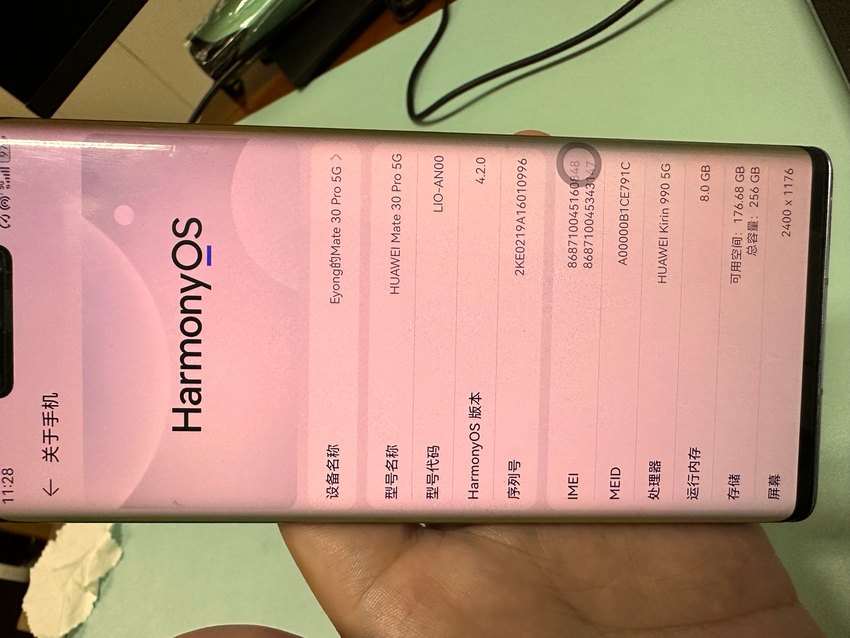 11:28
5G
97
← 关于手机
HarmonyOS
设备名称 Eyong的Mate 30 Pro 5G >
型号名称 HUAWEI Mate 30 Pro 5G
型号代码 LIO-AN00
HarmonyOS 版本 4.2.0
序列号 2KE0219A16010996
IMEI 868710045160848
868710045343147
MEID A00000B1CE791C
处理器 HUAWEI Kirin 990 5G
运行内存 8.0 GB
存储 可用空间：176.68 GB
总容量：256 GB
屏幕 2400 x 1176